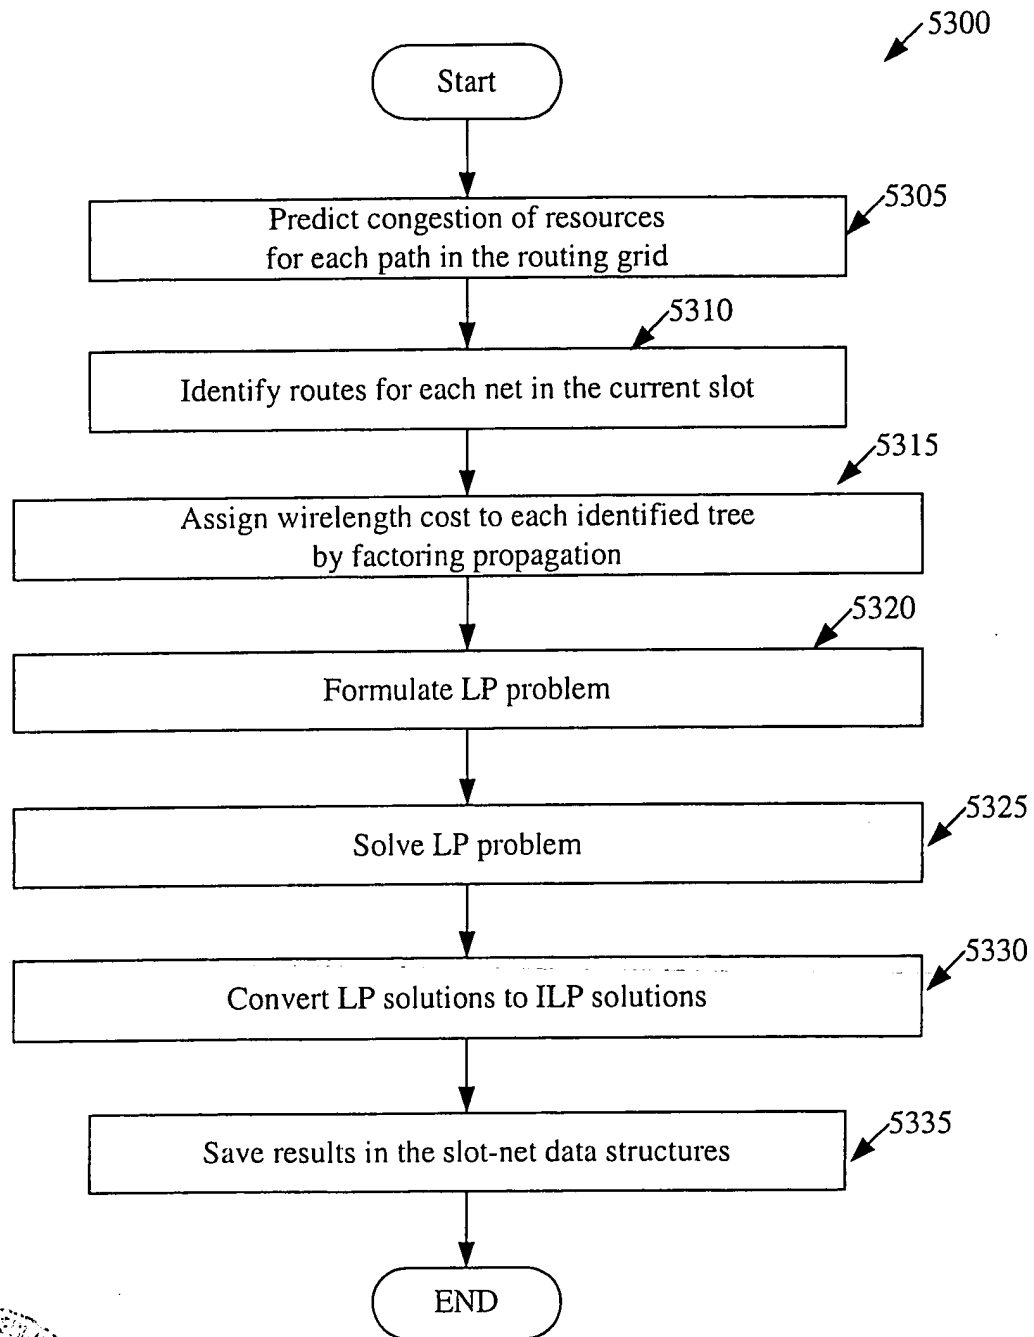 5300
Start
5305
Predict congestion of resources
for each path in the routing grid
5310
Identify routes for each net in the current slot
5315
Assign wirelength cost to each identified tree
by factoring propagation
5320
Formulate LP problem
5325
Solve LP problem
5330
Convert LP solutions to ILP solutions
5335
Save results in the slot-net data structures
END